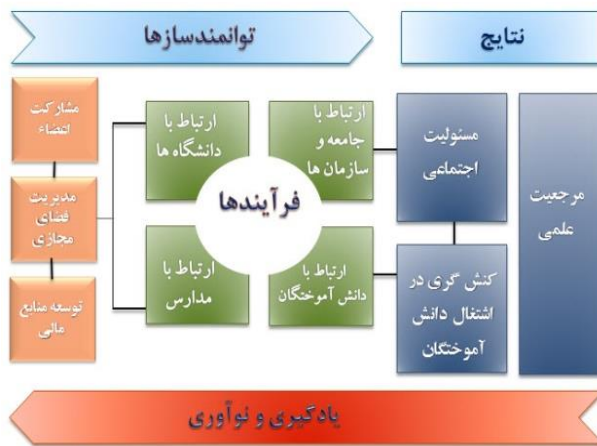 توانمندسازها
نتایج
مشارکت
اعضاء
مدیریت
فضای
مجازی
توسعه منابع
مالی
ارتباط با
دانشگاه ها
ارتباط با
مدارس
فرآیندها
ارتباط با
جامعه و
سازمان ها
ارتباط با
دانش آموختگان
مسئولیت
اجتماعی
کنش گری در
اشتغال دانش
آموختگان
مرجعیت
علمی
یادگیری و نوآوری